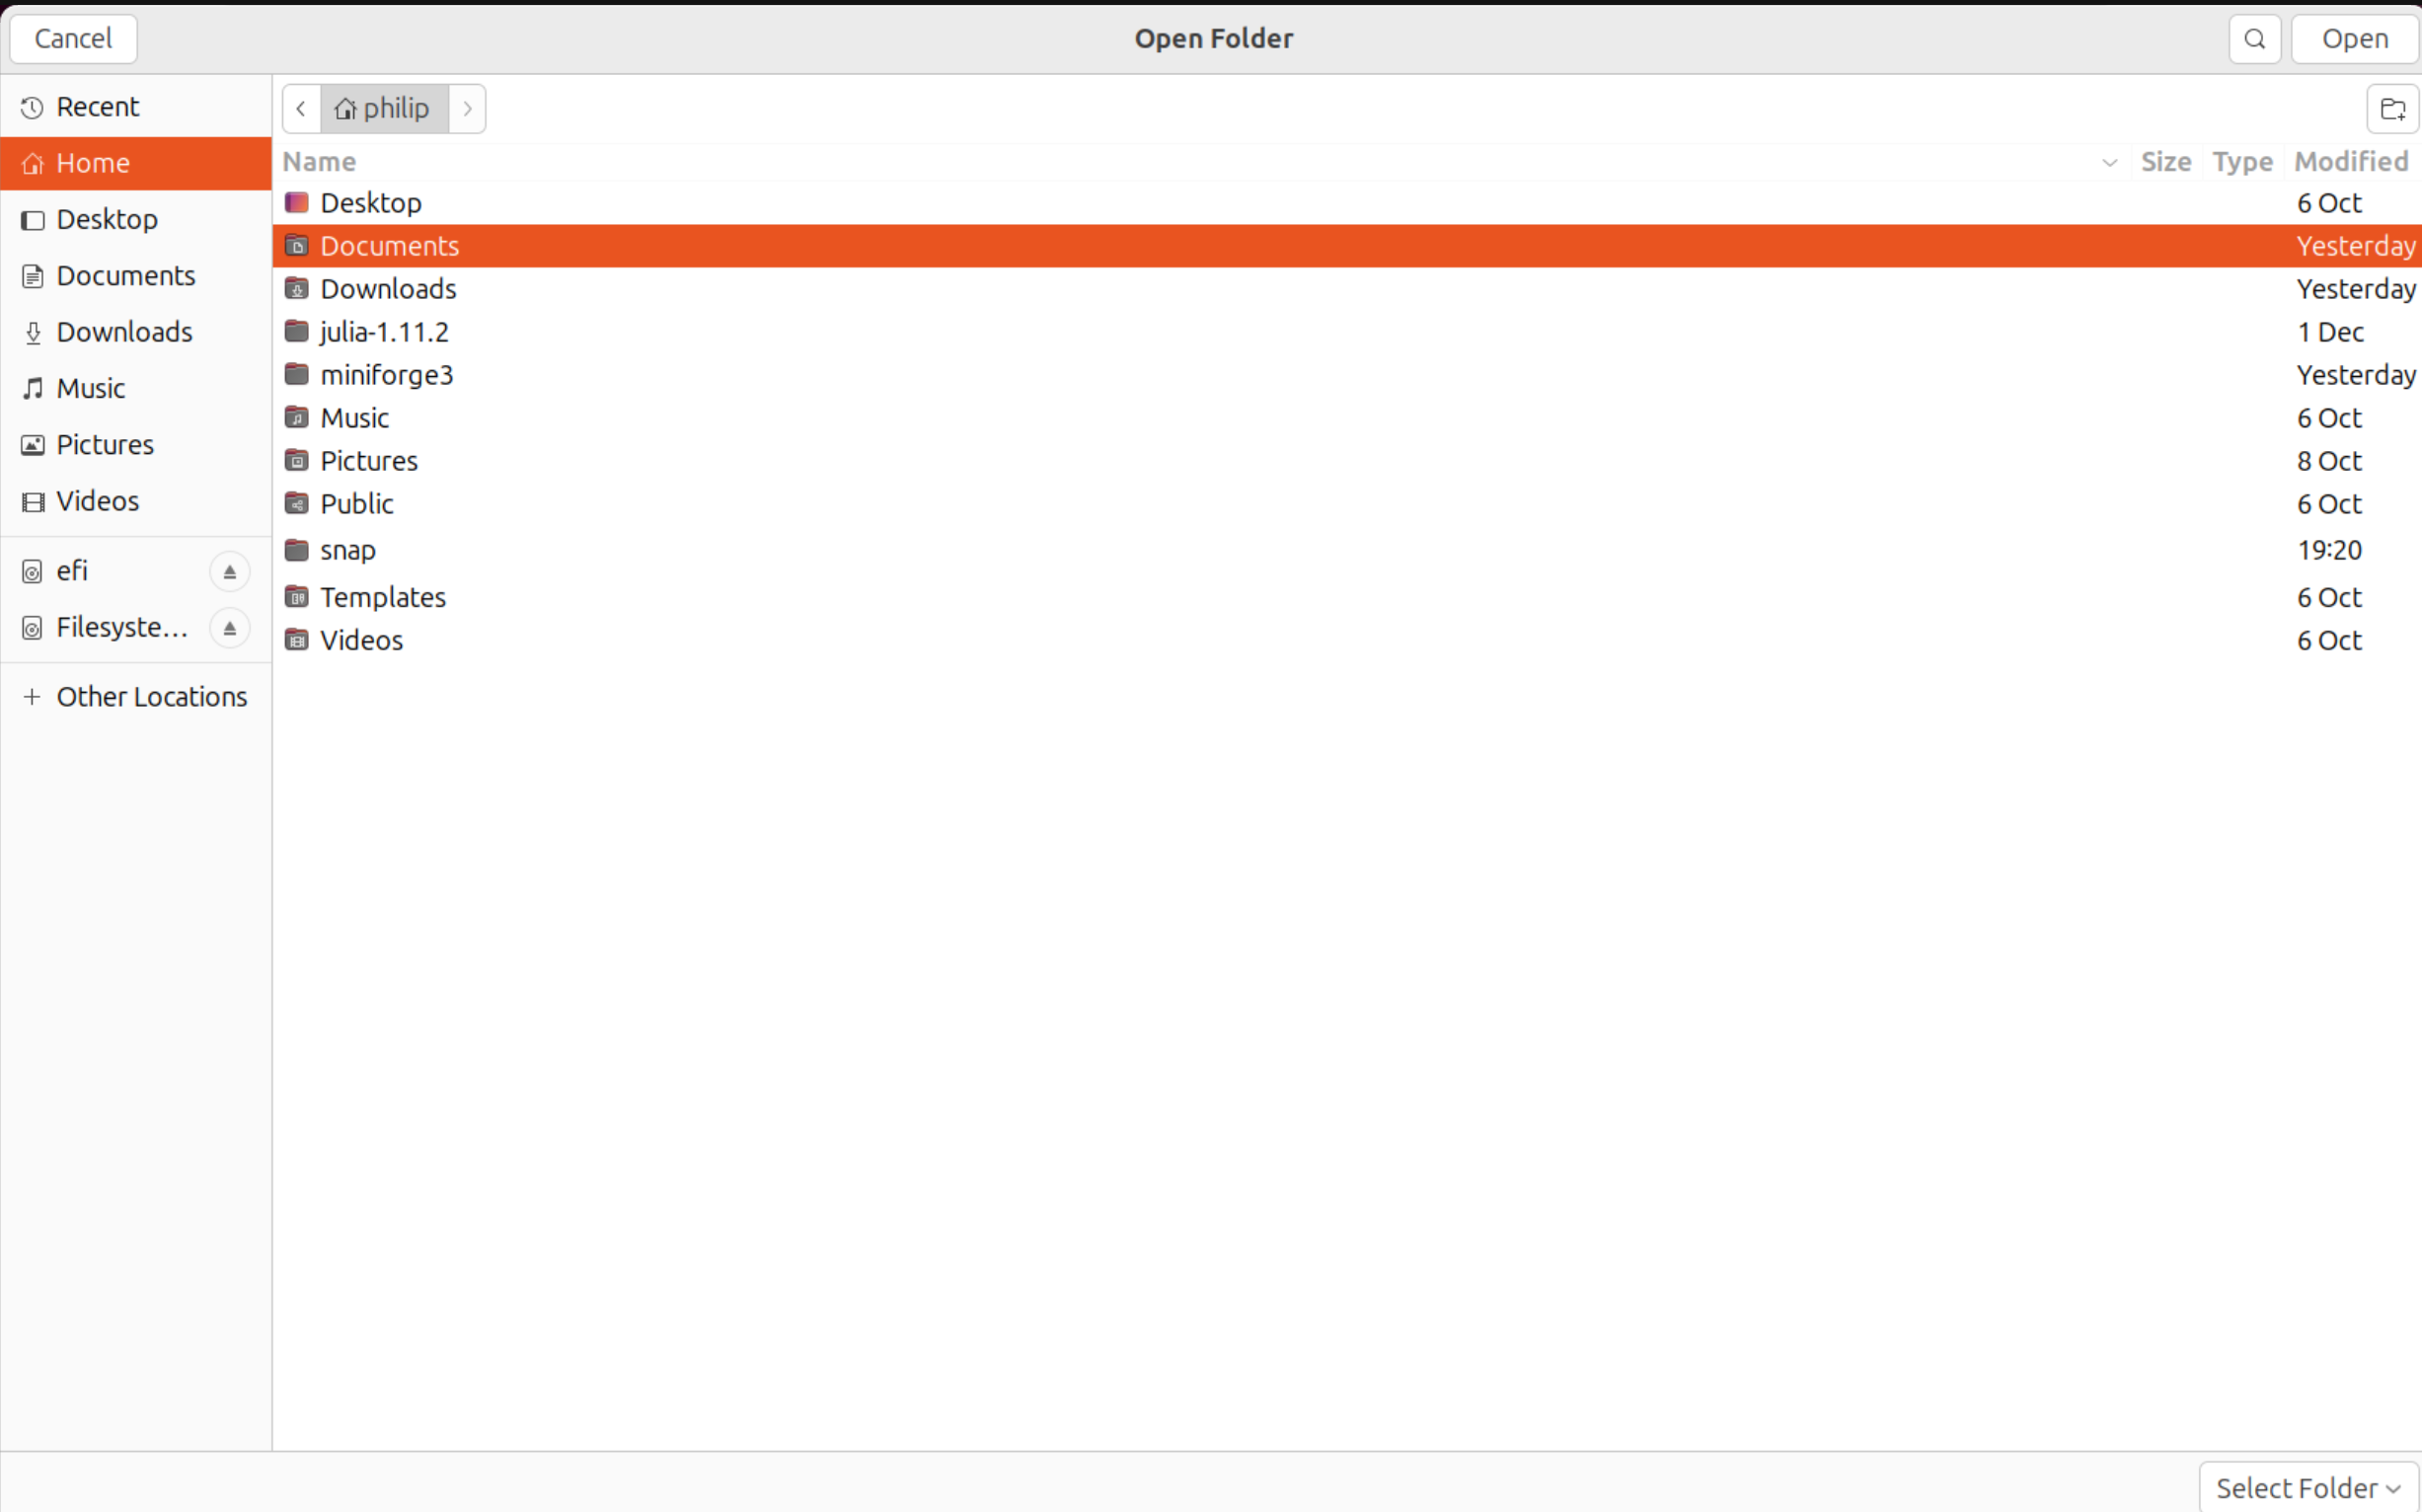 Cancel
Open Folder
Open
Recent
Home
Desktop
Documents
Downloads
Music
Pictures
Videos
efi
Filesyste...
Other Locations
philip
Name Size Type Modified
Desktop 6 Oct
Documents Yesterday
Downloads Yesterday
julia-1.11.2 1 Dec
miniforge3 Yesterday
Music 6 Oct
Pictures 8 Oct
Public 6 Oct
snap 19:20
Templates 6 Oct
Videos 6 Oct
Select Folder